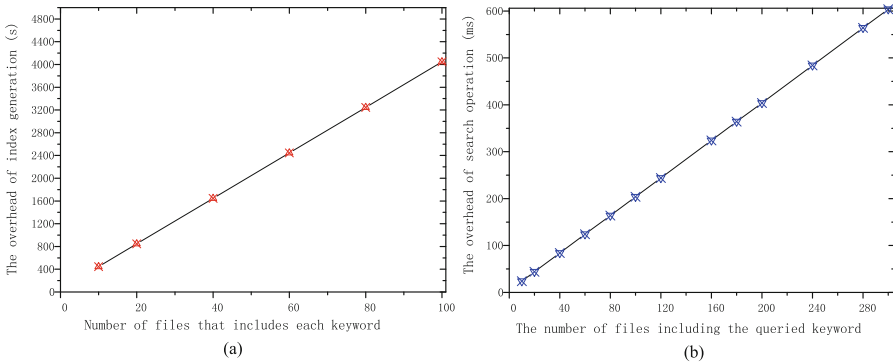 The overhead of index generation (s)
4800
4400
4000
3600
3200
2800
2400
2000
1600
1200
800
400
0
0 20 40 60 80 100
Number of files that includes each keyword
(a)
The overhead of search operation (ms)
600
500
400
300
200
100
0
0 40 80 120 160 200 240 280
The number of files including the queried keyword
(b)